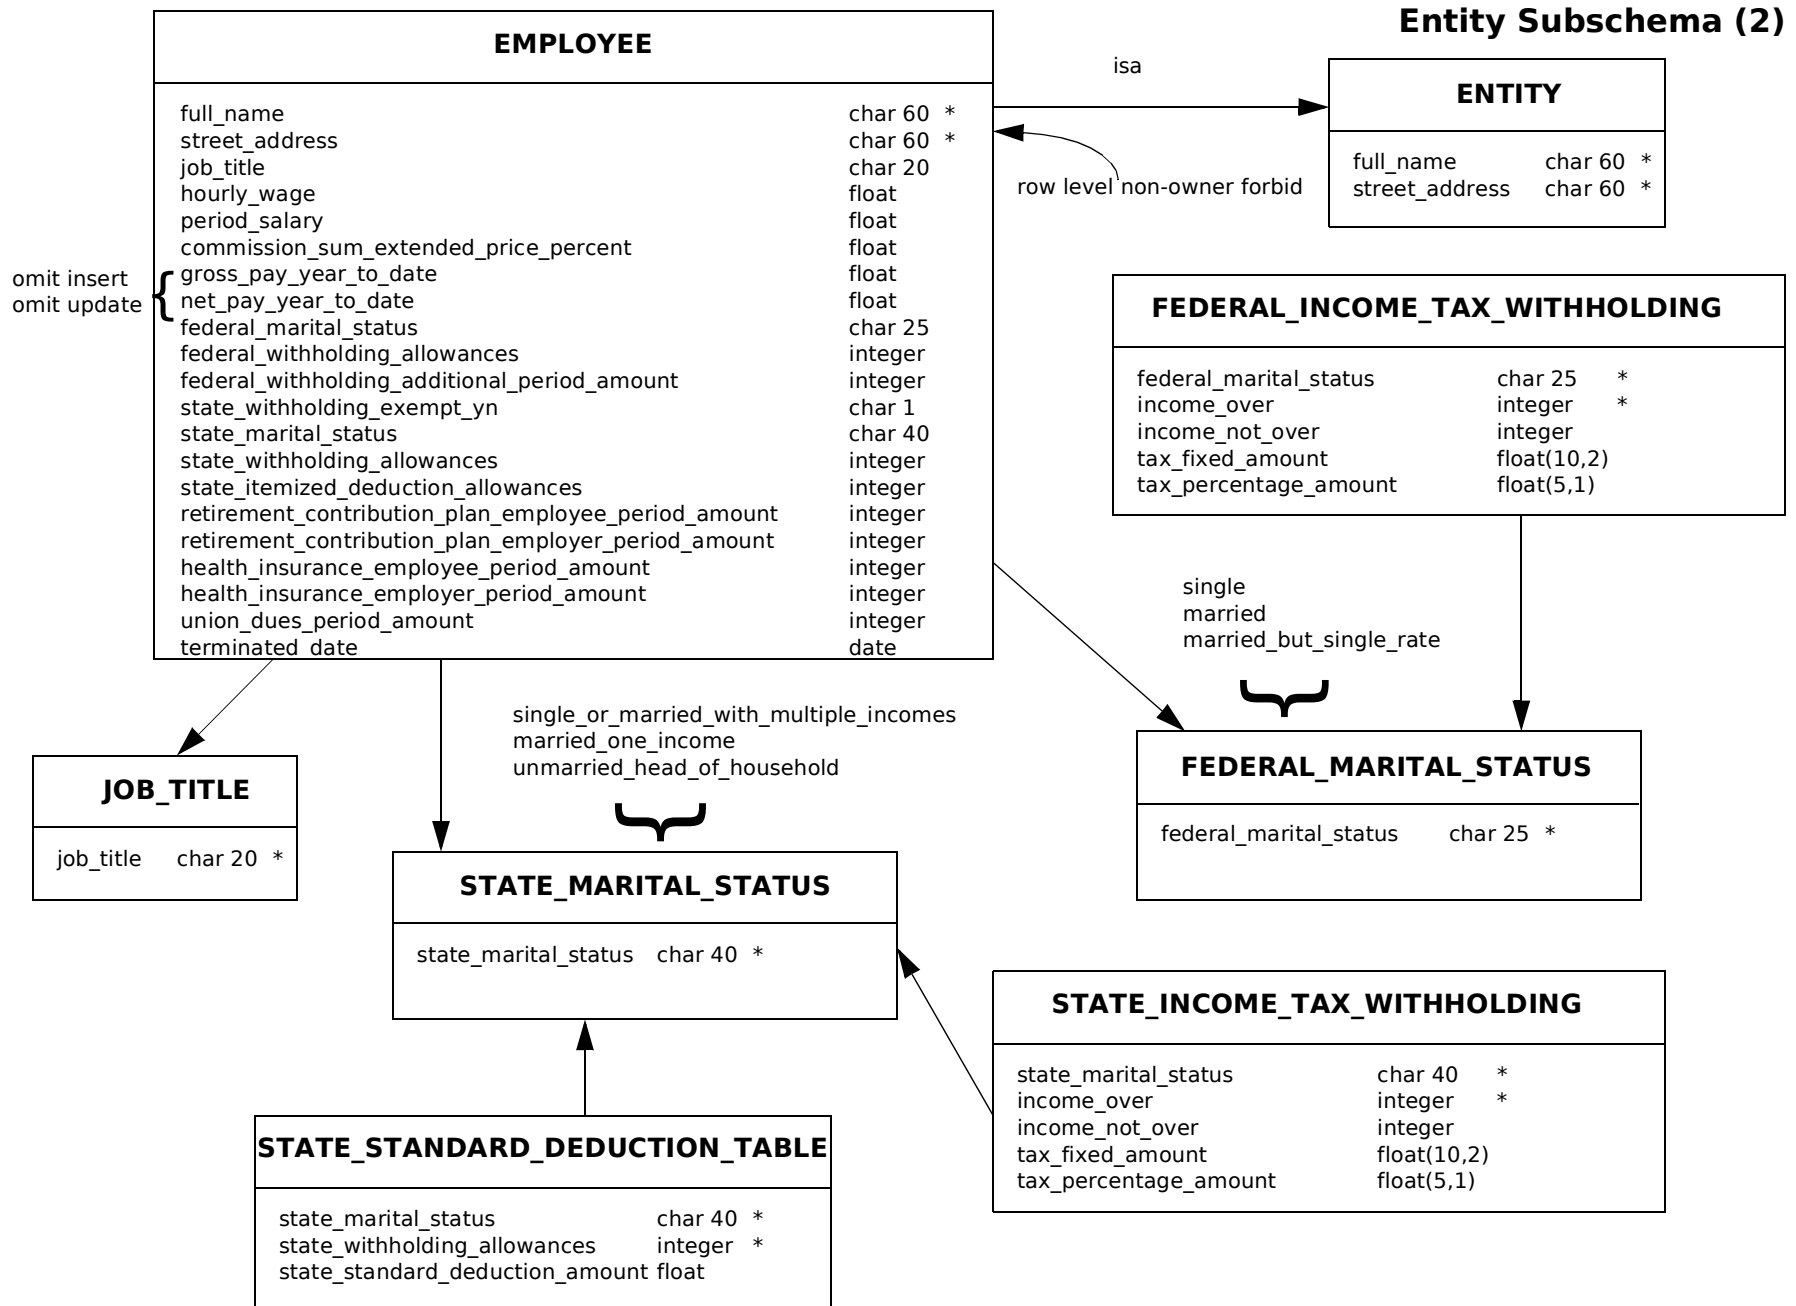 Entity Subschema (2)
EMPLOYEE
full_name char 60 *
street_address char 60 *
job_title char 20
hourly_wage float
period_salary float
commission_sum_extended_price_percent float
gross_pay_year_to_date float
net_pay_year_to_date float
federal_marital_status char 25
federal_withholding_allowances integer
federal_withholding_additional_period_amount integer
state_withholding_exempt_yn char 1
state_marital_status char 40
state_withholding_allowances integer
state_itemized_deduction_allowances integer
retirement_contribution_plan_employee_period_amount integer
retirement_contribution_plan_employer_period_amount integer
health_insurance_employee_period_amount integer
health_insurance_employer_period_amount integer
union_dues_period_amount integer
terminated_date date
omit insert
omit update
isa
row level non-owner forbid
ENTITY
full_name char 60 *
street_address char 60 *
FEDERAL_INCOME_TAX_WITHHOLDING
federal_marital_status char 25 *
income_over integer *
income_not_over integer
tax_fixed_amount float(10,2)
tax_percentage_amount float(5,1)
single
married
married_but_single_rate
FEDERAL_MARITAL_STATUS
federal_marital_status char 25 *
JOB_TITLE
job_title char 20 *
single_or_married_with_multiple_incomes
married_one_income
unmarried_head_of_household
STATE_MARITAL_STATUS
state_marital_status char 40 *
STATE_INCOME_TAX_WITHHOLDING
state_marital_status char 40 *
income_over integer *
income_not_over integer
tax_fixed_amount float(10,2)
tax_percentage_amount float(5,1)
STATE_STANDARD_DEDUCTION_TABLE
state_marital_status char 40 *
state_withholding_allowances integer *
state_standard_deduction_amount float